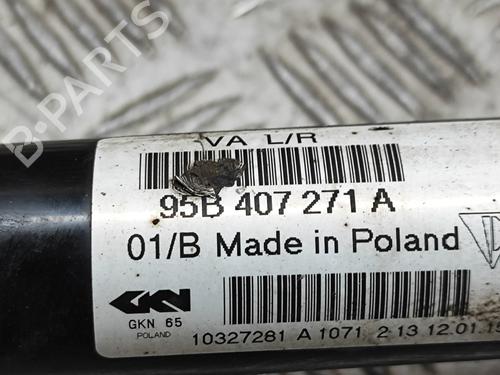 B-PARTS
VA L/R
95B 407 271 A
01/B Made in Poland
GKN
GKN 65
POLAND
10327281 A 1071 2 13 12.01.15